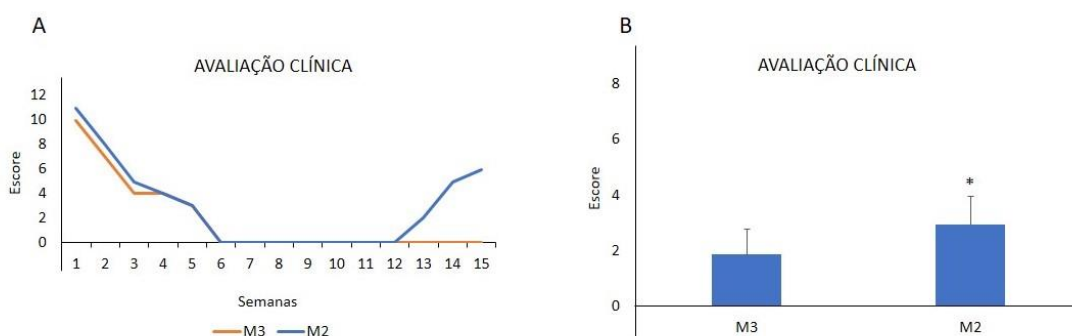 A
AVALIAÇÃO CLÍNICA
12
10
8
6
4
2
0
Escore
1 2 3 4 5 6 7 8 9 10 11 12 13 14 15
Semanas
M3 M2
B
AVALIAÇÃO CLÍNICA
8
6
4
2
0
Escore
*
M3 M2